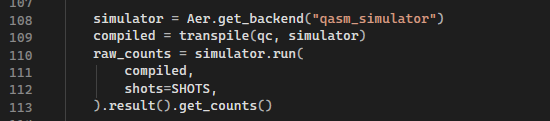 107
108 simulator = Aer.get_backend("qasm_simulator")
109 compiled = transpile(qc, simulator)
110 raw_counts = simulator.run(
111 compiled,
112 shots=SHOTS,
113 ).result().get_counts()